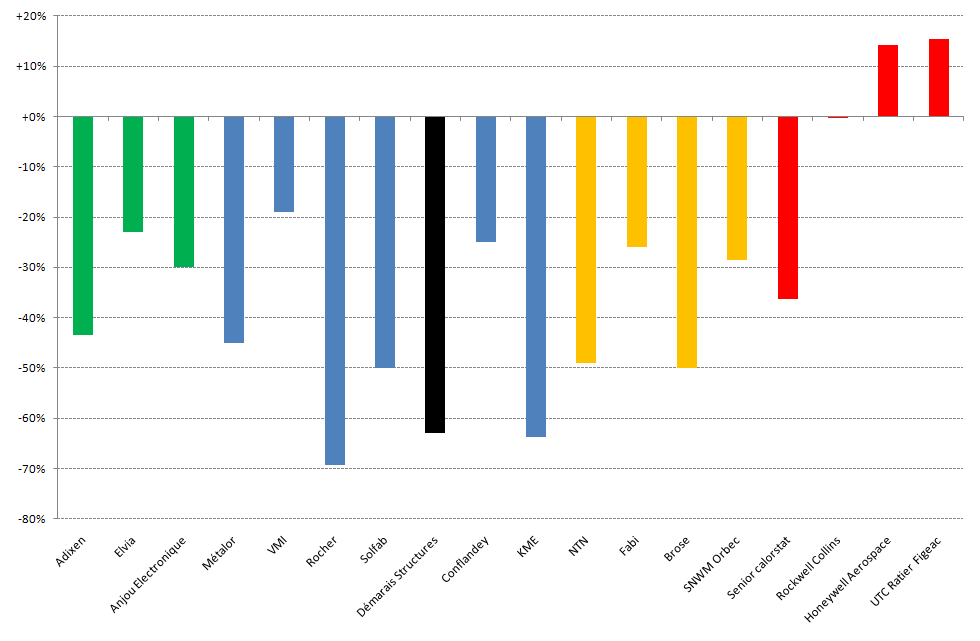 +20%
+10%
+0%
-10%
-20%
-30%
-40%
-50%
-60%
-70%
-80%
Adixen
Elvia
Anjou Electronique
Métalor
VMI
Rocher
Solfab
Démarais Structures
Conflandey
KME
NTN
Fabi
Brose
SNWM Orbec
Senior calorstat
Rockwell Collins
Honeywell Aerospace
UTC Ratier Figeac